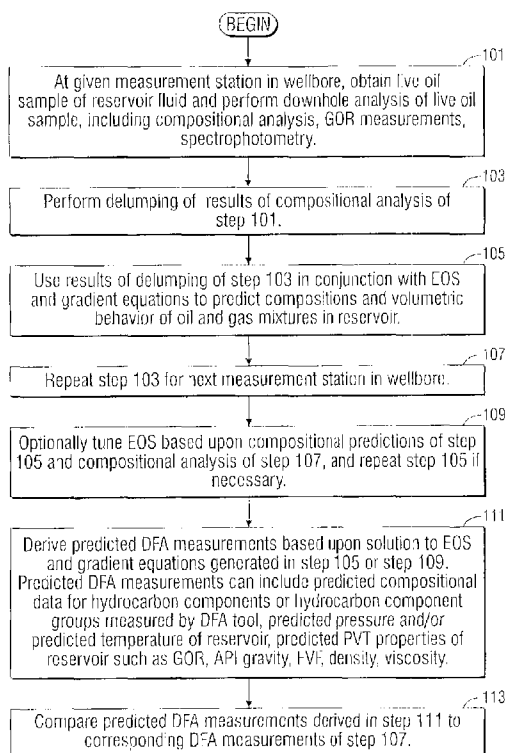 BEGIN
101
At given measurement station in wellbore, obtain live oil
sample of reservoir fluid and perform downhole analysis of live oil
sample, including compositional analysis, GOR measurements,
spectrophotometry.
103
Perform delumping of results of compositional analysis of
step 101.
105
Use results of delumping of step 103 in conjunction with EOS
and gradient equations to predict compositions and volumetric
behavior of oil and gas mixtures in reservoir.
107
Repeat step 103 for next measurement station in wellbore.
109
Optionally tune EOS based upon compositional predictions of step
105 and compositional analysis of step 107, and repeat step 105 if
necessary.
111
Derive predicted DFA measurements based upon solution to EOS
and gradient equations generated in step 105 or step 109.
Predicted DFA measurements can include predicted compositional
data for hydrocarbon components or hydrocarbon component
groups measured by DFA tool, predicted pressure and/or
predicted temperature of reservoir, predicted PVT properties of
reservoir such as GOR, API gravity, FVF, density, viscosity.
113
Compare predicted DFA measurements derived in step 111 to
corresponding DFA measurements of step 107.